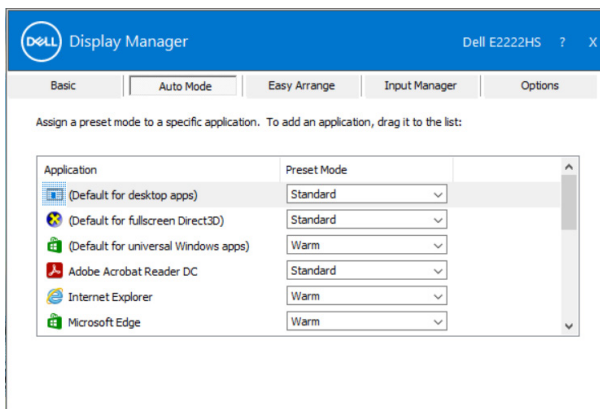 DELL Display Manager Dell E2222HS ? X
Basic Auto Mode Easy Arrange Input Manager Options
Assign a preset mode to a specific application. To add an application, drag it to the list:
Application Preset Mode
(Default for desktop apps) Standard
(Default for fullscreen Direct3D) Standard
(Default for universal Windows apps) Warm
Adobe Acrobat Reader DC Standard
Internet Explorer Warm
Microsoft Edge Warm